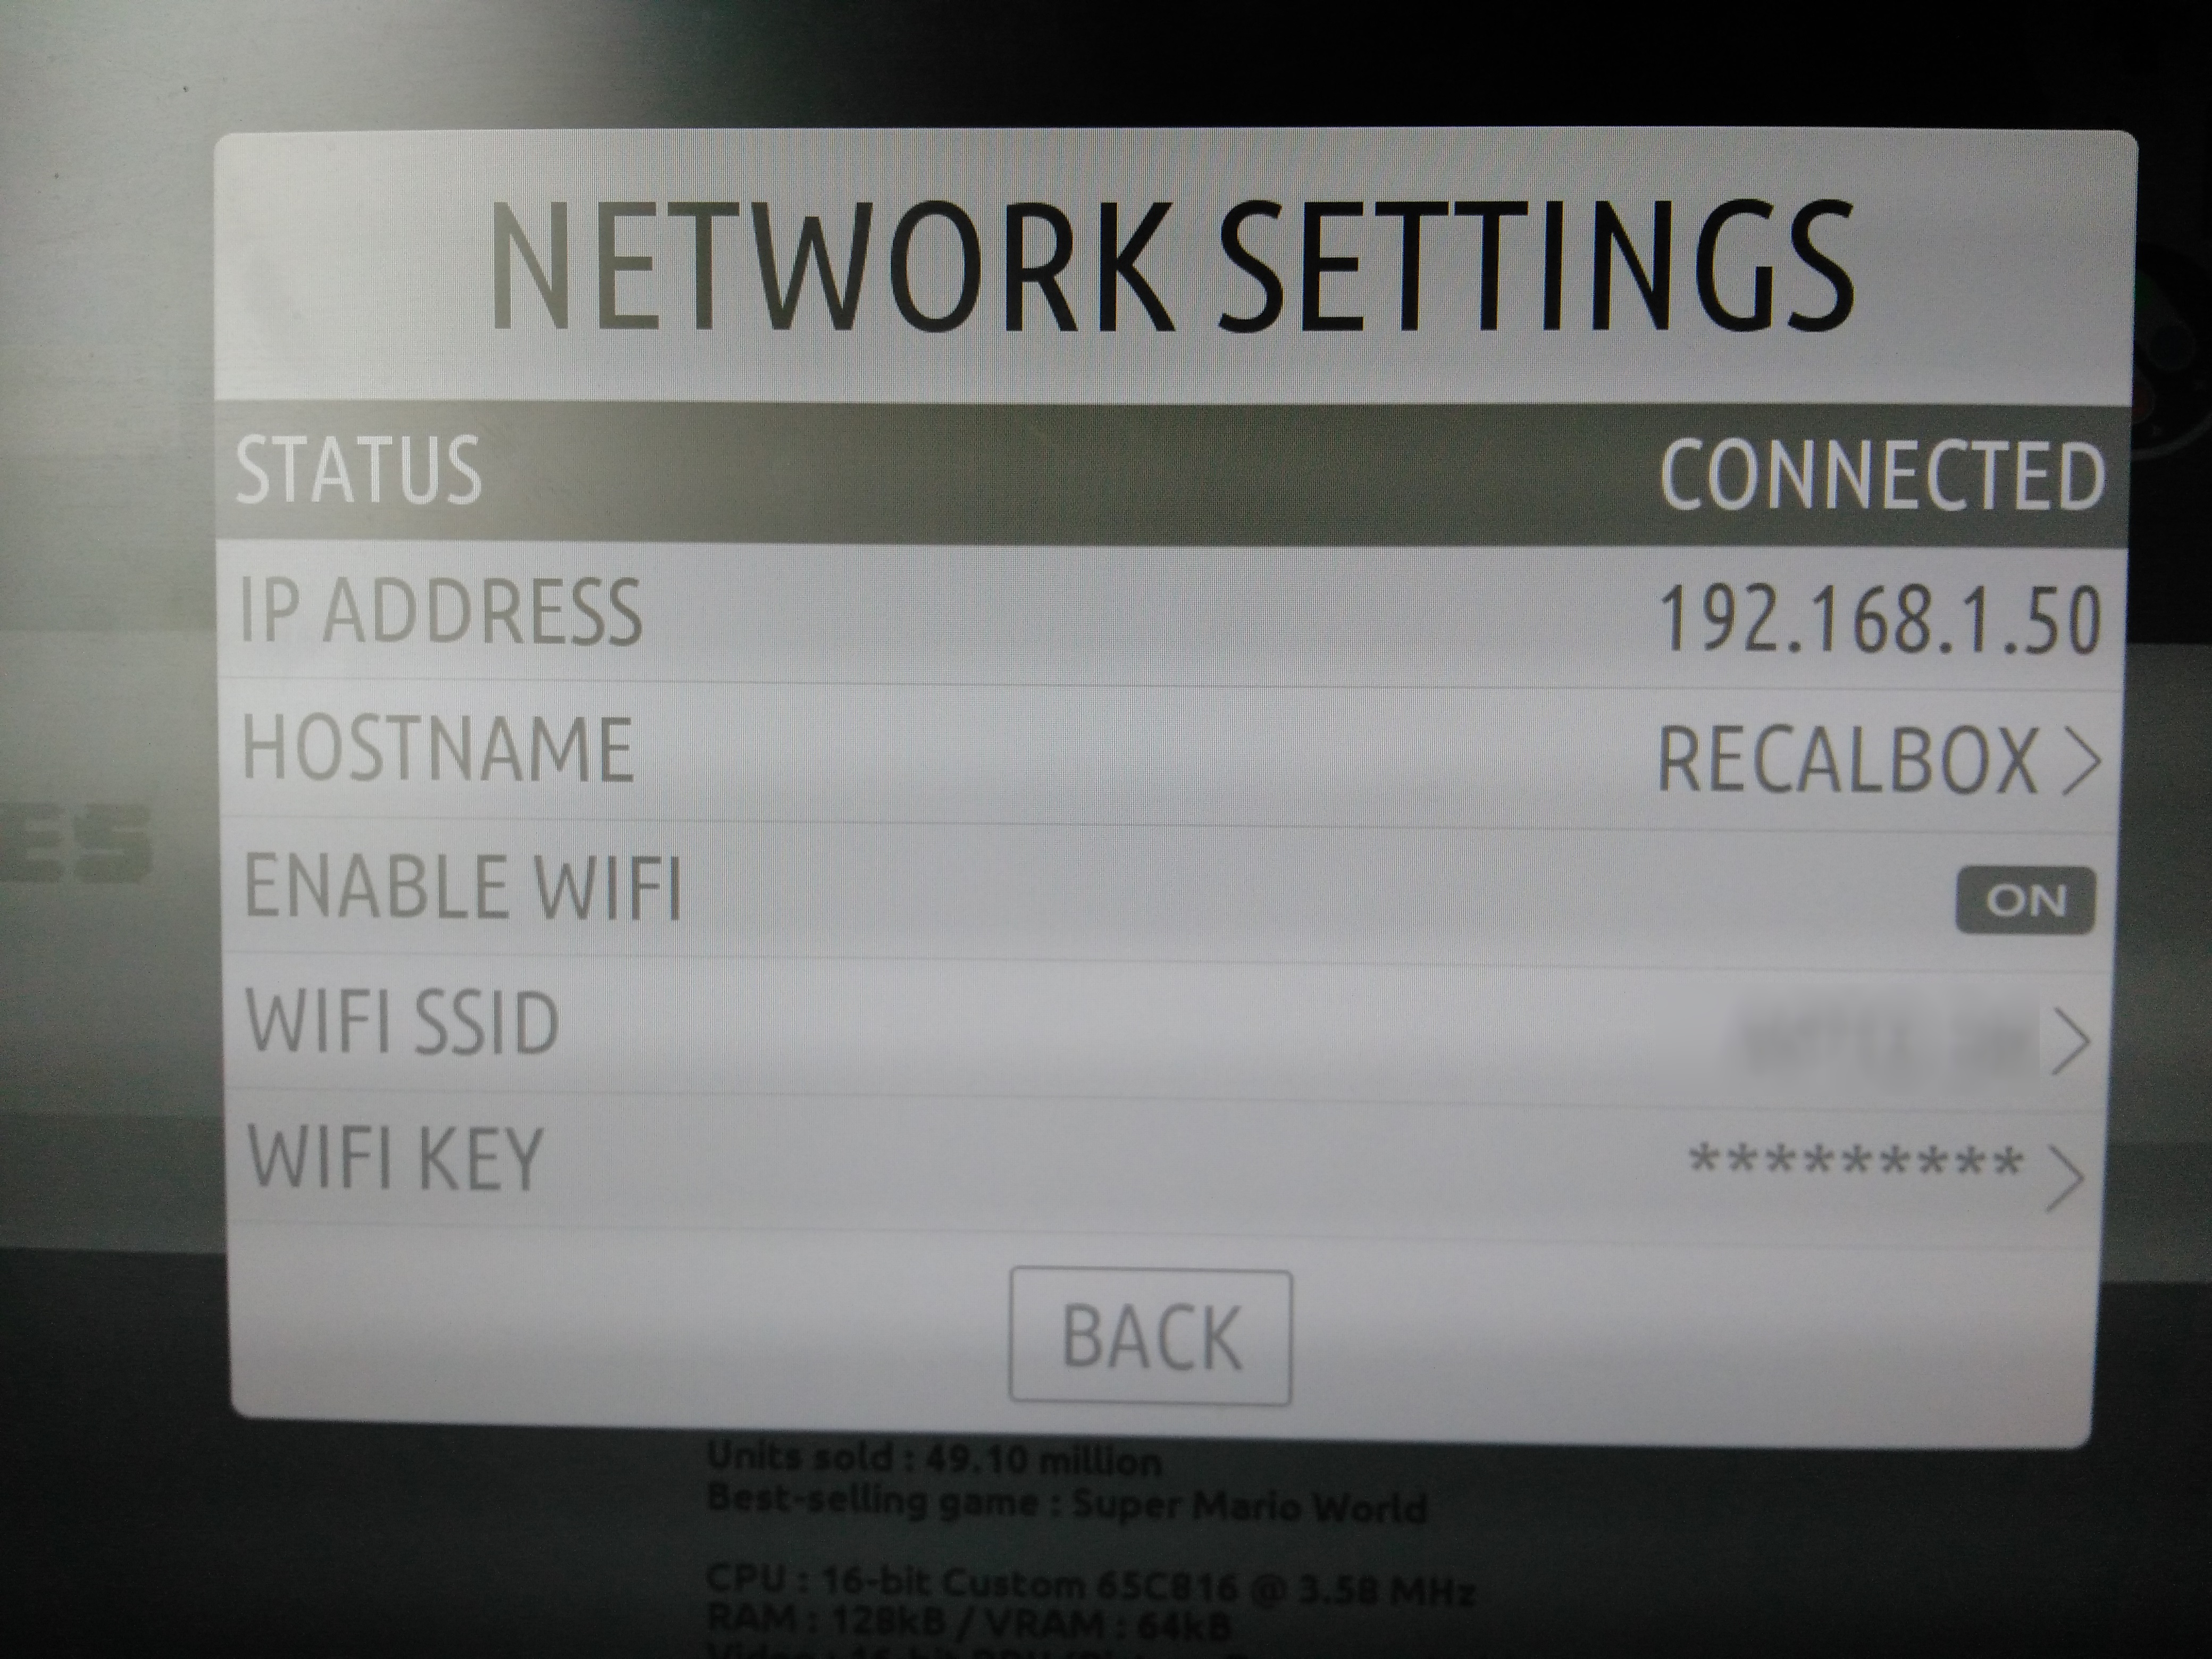 NETWORK SETTINGS
STATUS CONNECTED
IP ADDRESS 192.168.1.50
HOSTNAME RECALBOX >
ENABLE WIFI ON
WIFI SSID >
WIFI KEY ********* >
BACK
ES
Units sold : 49.10 million
Best-selling game : Super Mario World
CPU : 16-bit Custom 65C816 @ 3.58 MHz
RAM : 128kB / VRAM : 64kB